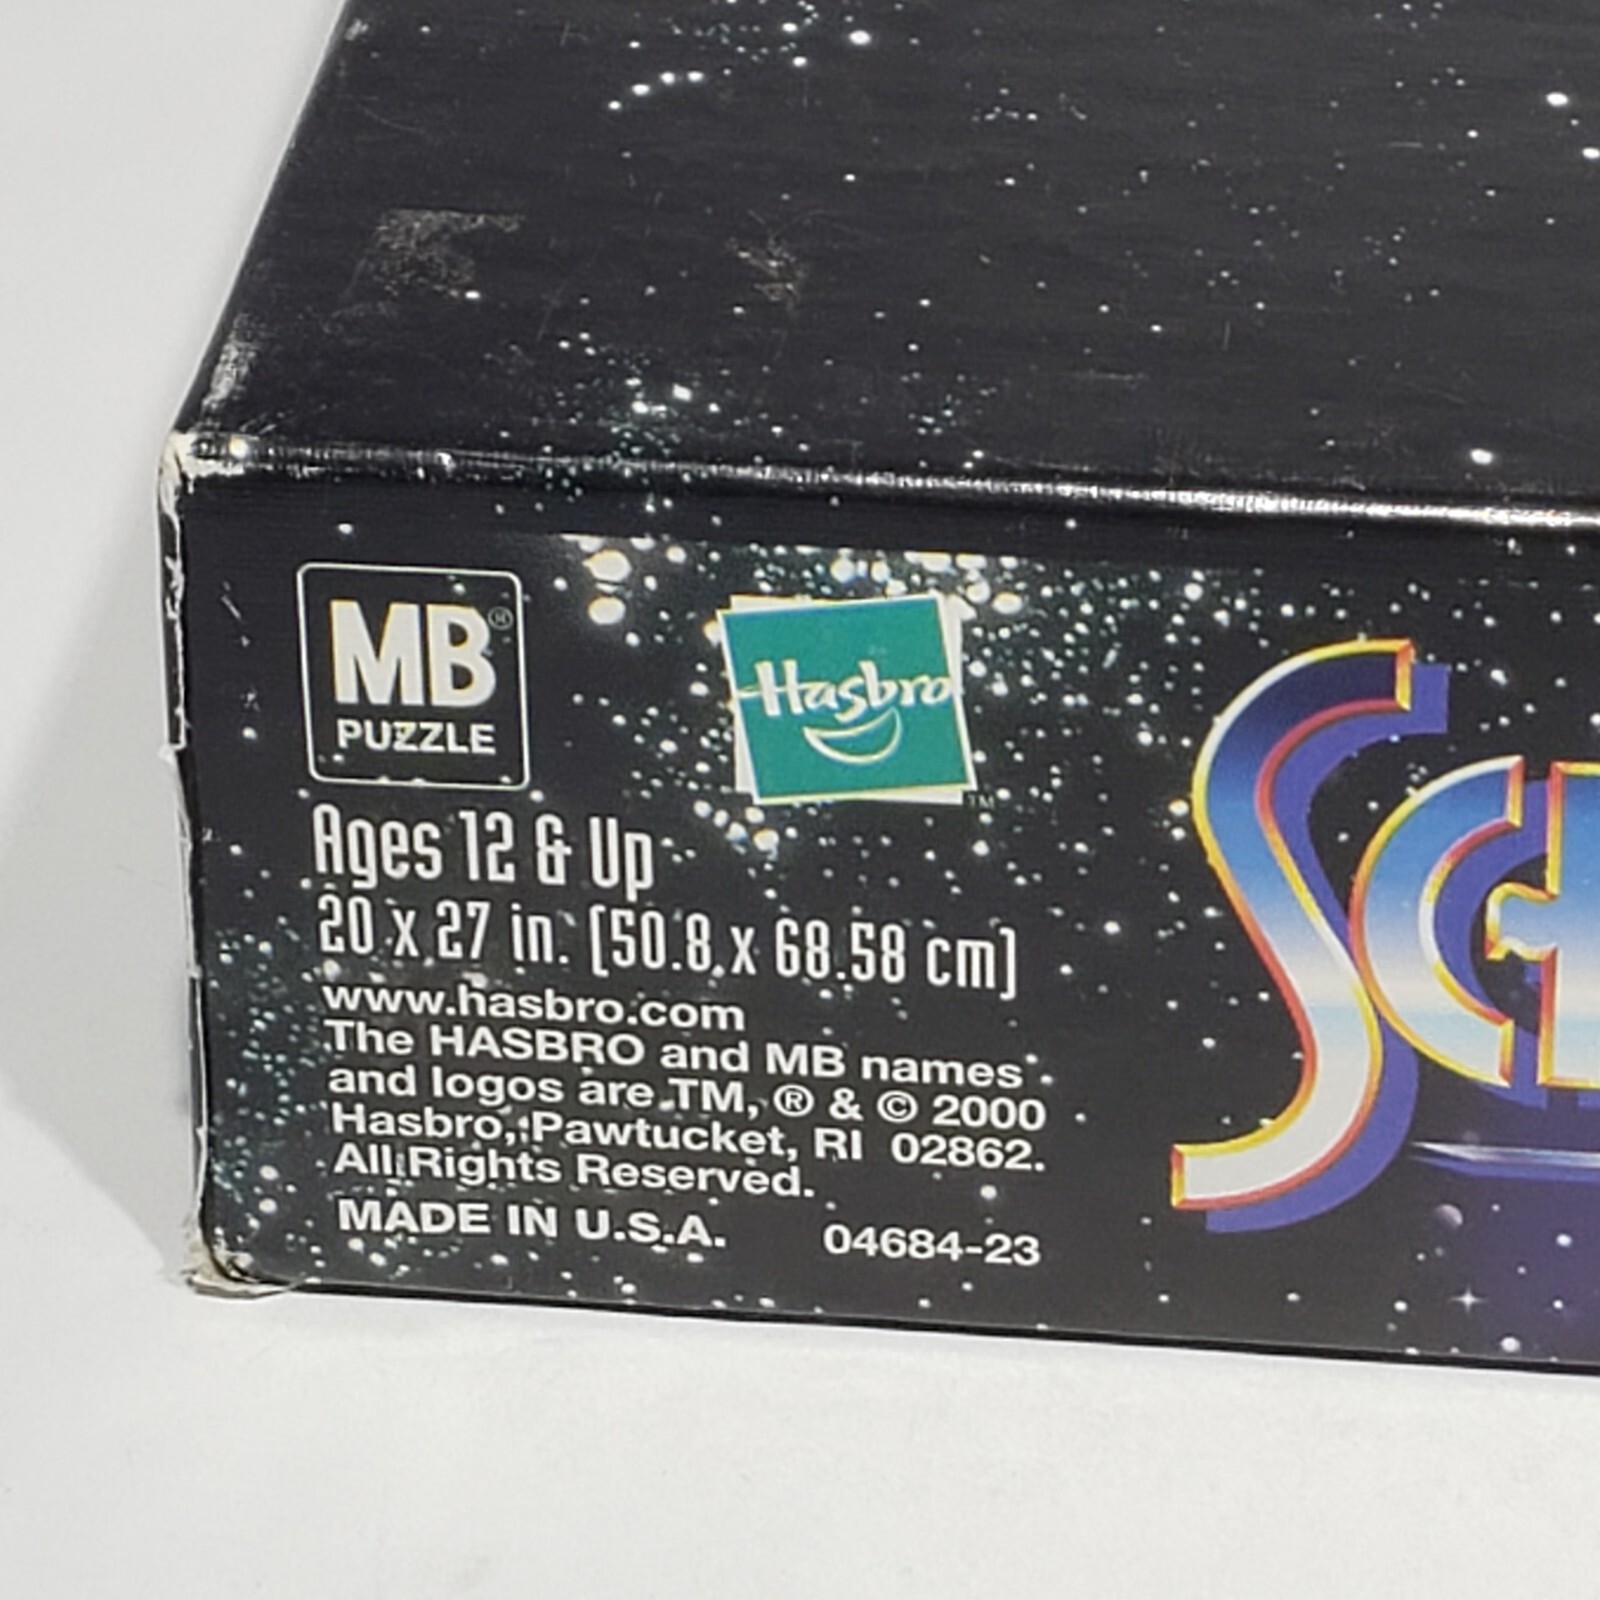 MB®
PUZZLE
Hasbro
TM
Ages 12 & Up
20 x 27 in. (50.8 x 68.58 cm)
www.hasbro.com
The HASBRO and MB names
and logos are TM, ® & © 2000
Hasbro, Pawtucket, RI 02862.
All Rights Reserved.
MADE IN U.S.A. 04684-23